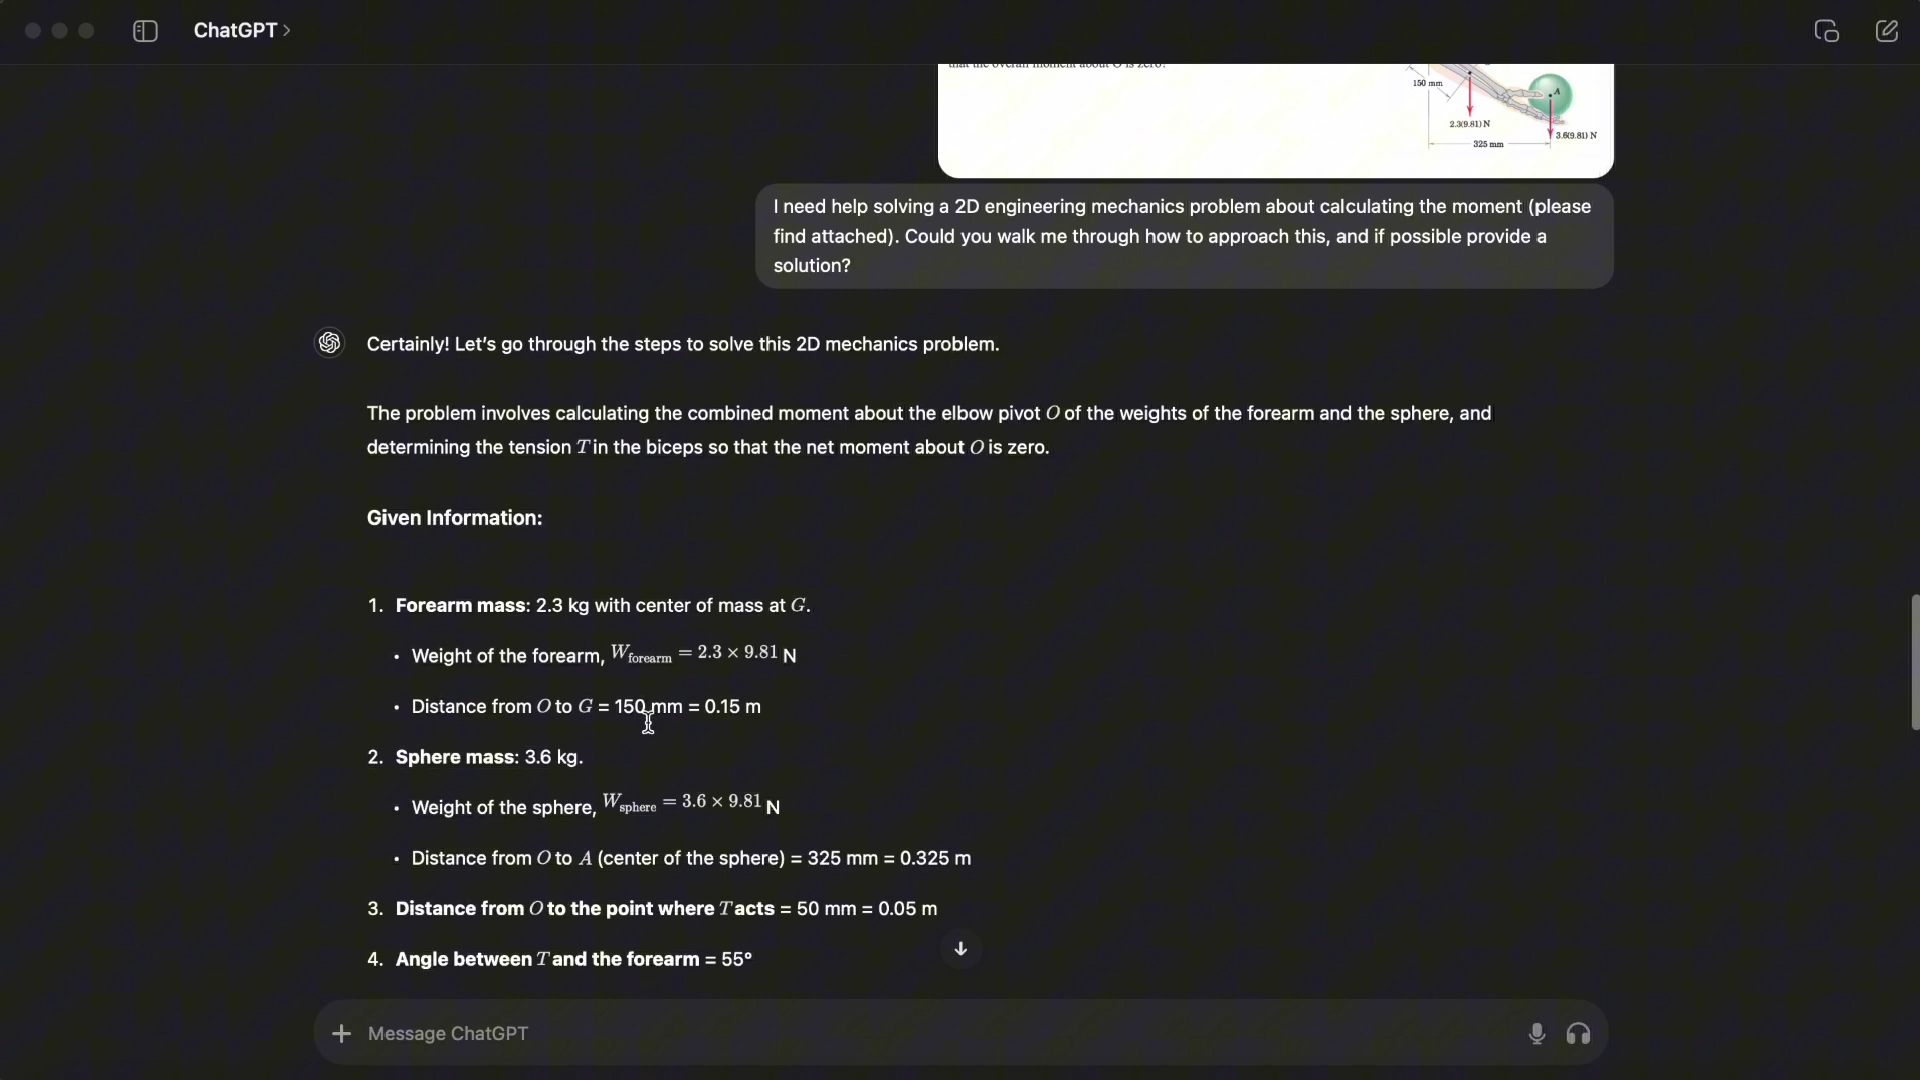 ChatGPT >
that the overall moment about O is zero?
150 mm
A
2.3(9.81) N
3.6(9.81) N
325 mm
I need help solving a 2D engineering mechanics problem about calculating the moment (please
find attached). Could you walk me through how to approach this, and if possible provide a
solution?
Certainly! Let’s go through the steps to solve this 2D mechanics problem.
The problem involves calculating the combined moment about the elbow pivot O of the weights of the forearm and the sphere, and
determining the tension T in the biceps so that the net moment about O is zero.
Given Information:
1. Forearm mass: 2.3 kg with center of mass at G.
• Weight of the forearm, W_forearm = 2.3 × 9.81 N
• Distance from O to G = 150 mm = 0.15 m
2. Sphere mass: 3.6 kg.
• Weight of the sphere, W_sphere = 3.6 × 9.81 N
• Distance from O to A (center of the sphere) = 325 mm = 0.325 m
3. Distance from O to the point where T acts = 50 mm = 0.05 m
4. Angle between T and the forearm = 55°
Message ChatGPT